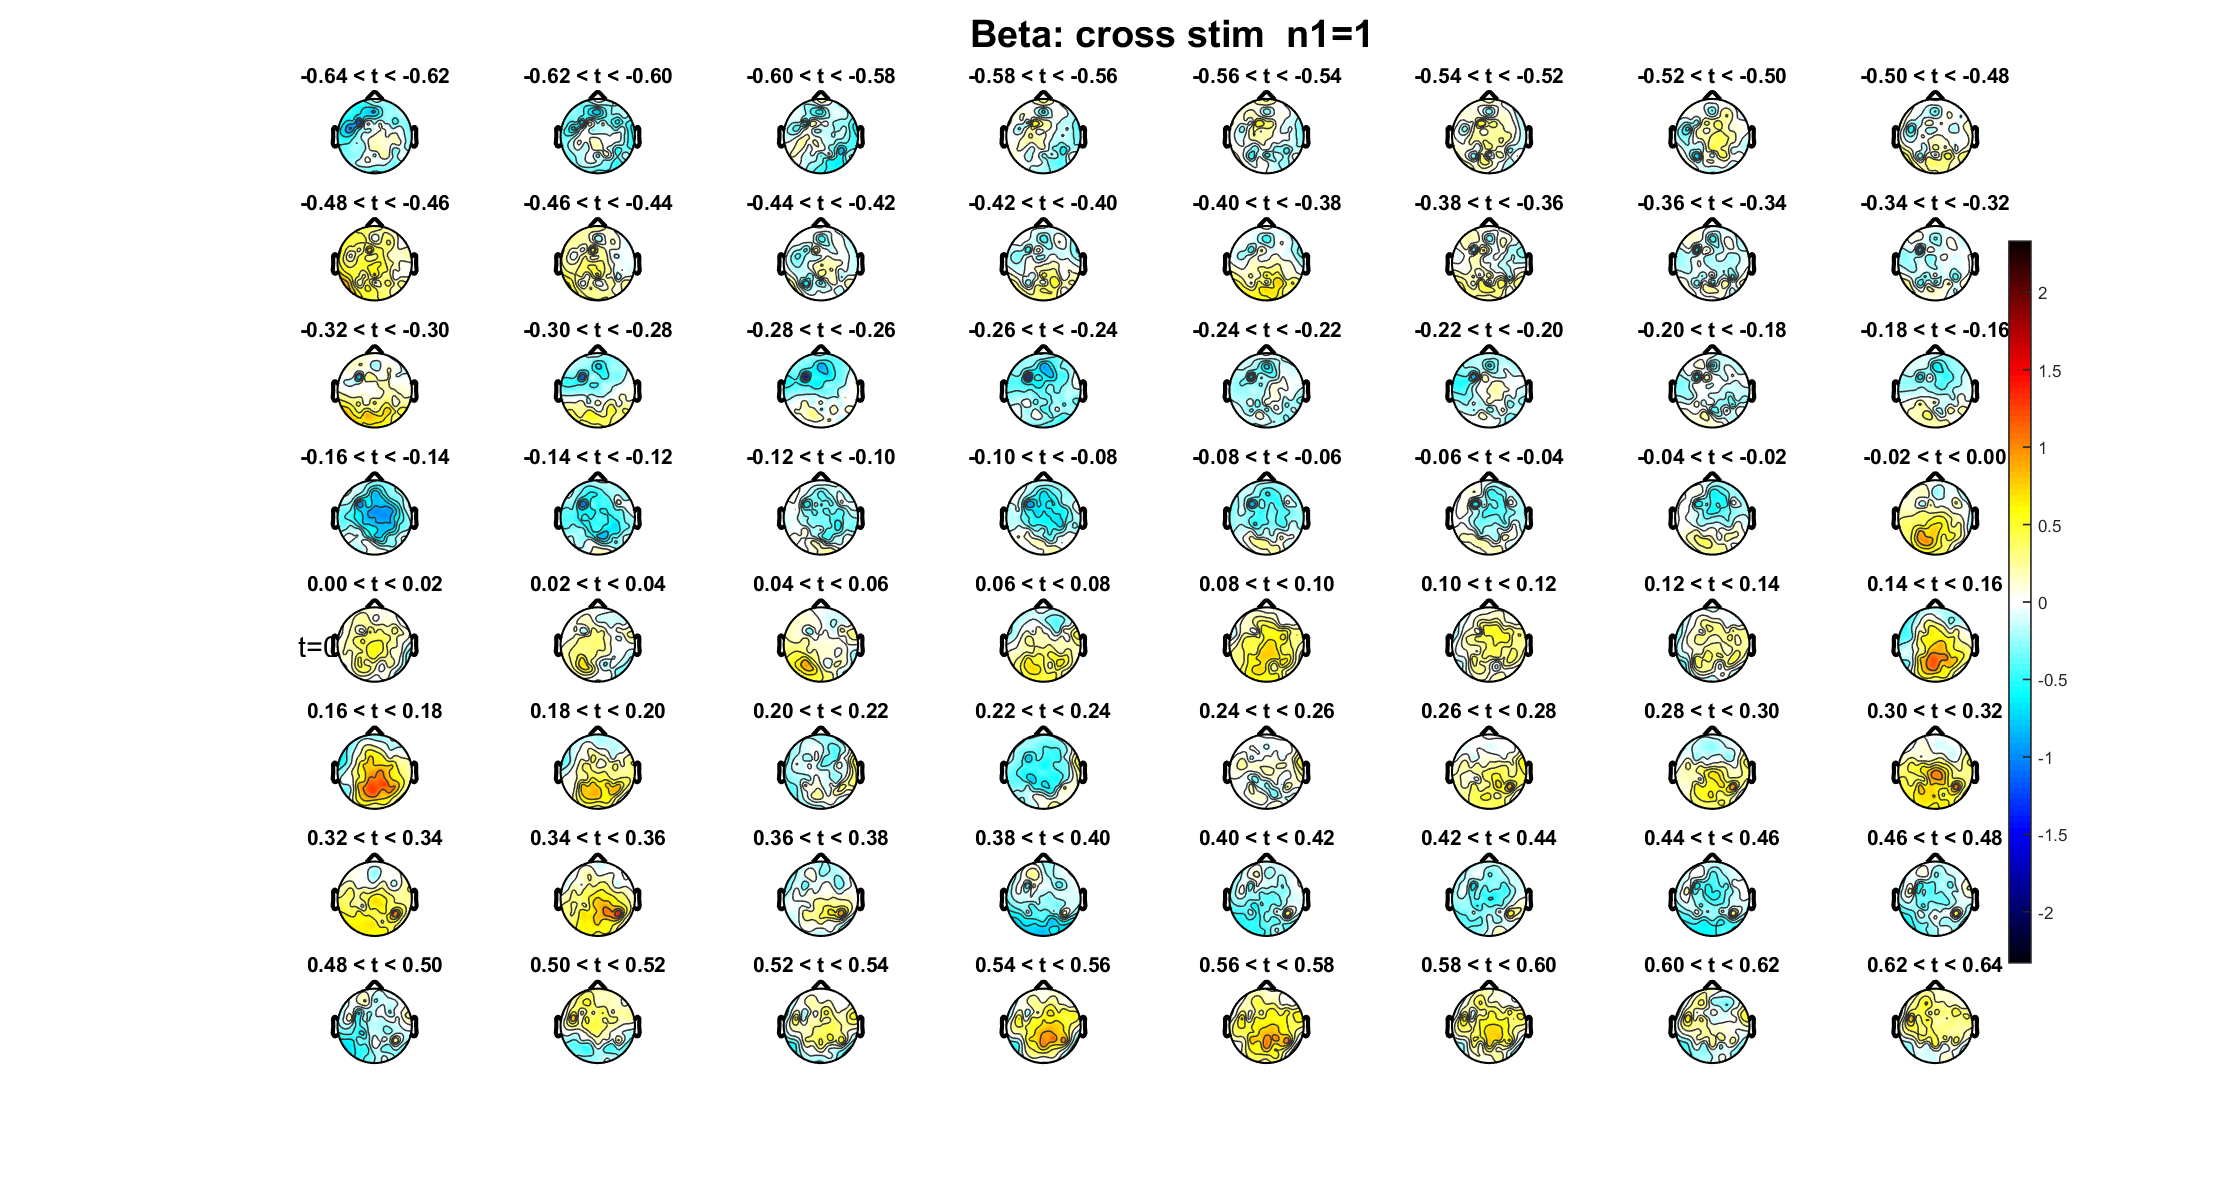 Beta: cross stim  n1=1
-0.64 < t < -0.62 -0.62 < t < -0.60 -0.60 < t < -0.58 -0.58 < t < -0.56 -0.56 < t < -0.54 -0.54 < t < -0.52 -0.52 < t < -0.50 -0.50 < t < -0.48
-0.48 < t < -0.46 -0.46 < t < -0.44 -0.44 < t < -0.42 -0.42 < t < -0.40 -0.40 < t < -0.38 -0.38 < t < -0.36 -0.36 < t < -0.34 -0.34 < t < -0.32
-0.32 < t < -0.30 -0.30 < t < -0.28 -0.28 < t < -0.26 -0.26 < t < -0.24 -0.24 < t < -0.22 -0.22 < t < -0.20 -0.20 < t < -0.18 -0.18 < t < -0.16
-0.16 < t < -0.14 -0.14 < t < -0.12 -0.12 < t < -0.10 -0.10 < t < -0.08 -0.08 < t < -0.06 -0.06 < t < -0.04 -0.04 < t < -0.02 -0.02 < t < 0.00
0.00 < t < 0.02 0.02 < t < 0.04 0.04 < t < 0.06 0.06 < t < 0.08 0.08 < t < 0.10 0.10 < t < 0.12 0.12 < t < 0.14 0.14 < t < 0.16
t=0
0.16 < t < 0.18 0.18 < t < 0.20 0.20 < t < 0.22 0.22 < t < 0.24 0.24 < t < 0.26 0.26 < t < 0.28 0.28 < t < 0.30 0.30 < t < 0.32
0.32 < t < 0.34 0.34 < t < 0.36 0.36 < t < 0.38 0.38 < t < 0.40 0.40 < t < 0.42 0.42 < t < 0.44 0.44 < t < 0.46 0.46 < t < 0.48
0.48 < t < 0.50 0.50 < t < 0.52 0.52 < t < 0.54 0.54 < t < 0.56 0.56 < t < 0.58 0.58 < t < 0.60 0.60 < t < 0.62 0.62 < t < 0.64
2
1.5
1
0.5
0
-0.5
-1
-1.5
-2